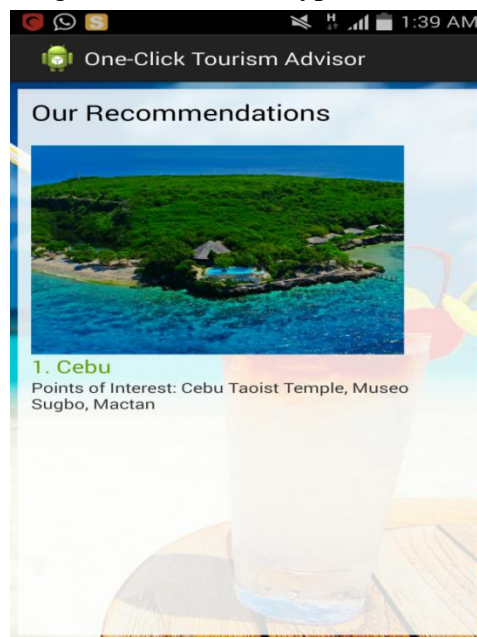 1:39 AM
One-Click Tourism Advisor
Our Recommendations
1. Cebu
Points of Interest: Cebu Taoist Temple, Museo
Sugbo, Mactan